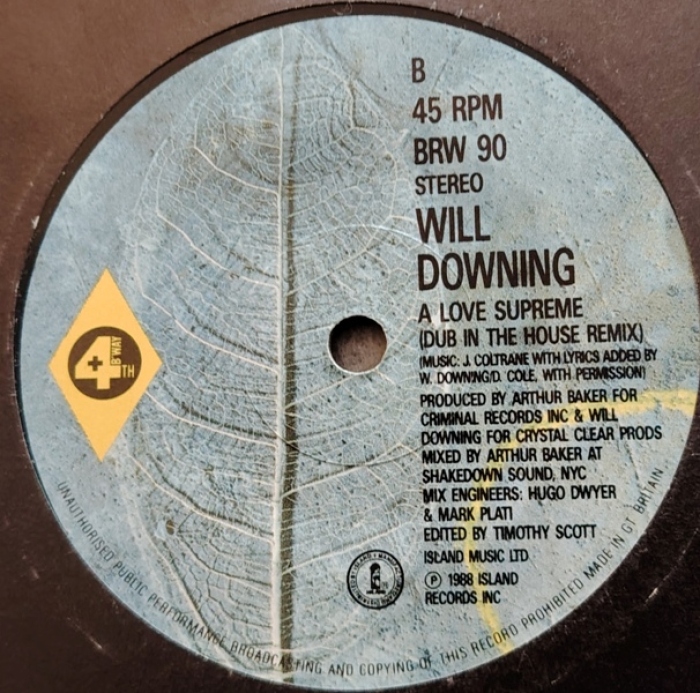 B
45 RPM
BRW 90
STEREO
WILL
DOWNING
A LOVE SUPREME
(DUB IN THE HOUSE REMIX)
(MUSIC: J. COLTRANE WITH LYRICS ADDED BY
W. DOWNING/D. COLE, WITH PERMISSION)
PRODUCED BY ARTHUR BAKER FOR
CRIMINAL RECORDS INC & WILL
DOWNING FOR CRYSTAL CLEAR PRODS
MIXED BY ARTHUR BAKER AT
SHAKEDOWN SOUND, NYC
MIX ENGINEERS: HUGO DWYER
& MARK PLATI
EDITED BY TIMOTHY SCOTT
ISLAND MUSIC LTD
℗ 1988 ISLAND
RECORDS INC
4TH + B'WAY
UNAUTHORISED PUBLIC PERFORMANCE BROADCASTING AND COPYING OF THIS RECORD PROHIBITED MADE IN GT BRITAIN